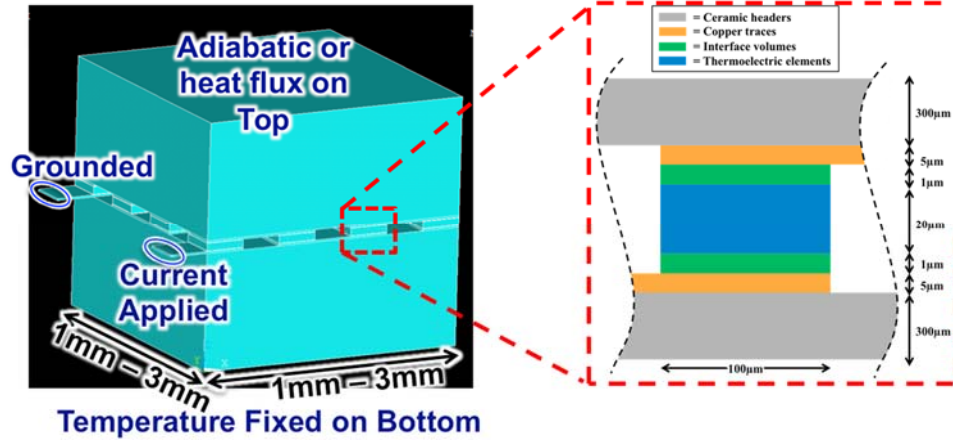 Adiabatic or
heat flux on
Top
Grounded
Current
Applied
1mm – 3mm
1mm – 3mm
Temperature Fixed on Bottom
= Ceramic headers
= Copper traces
= Interface volumes
= Thermoelectric elements
300µm
5µm
1µm
20µm
1µm
5µm
300µm
100µm